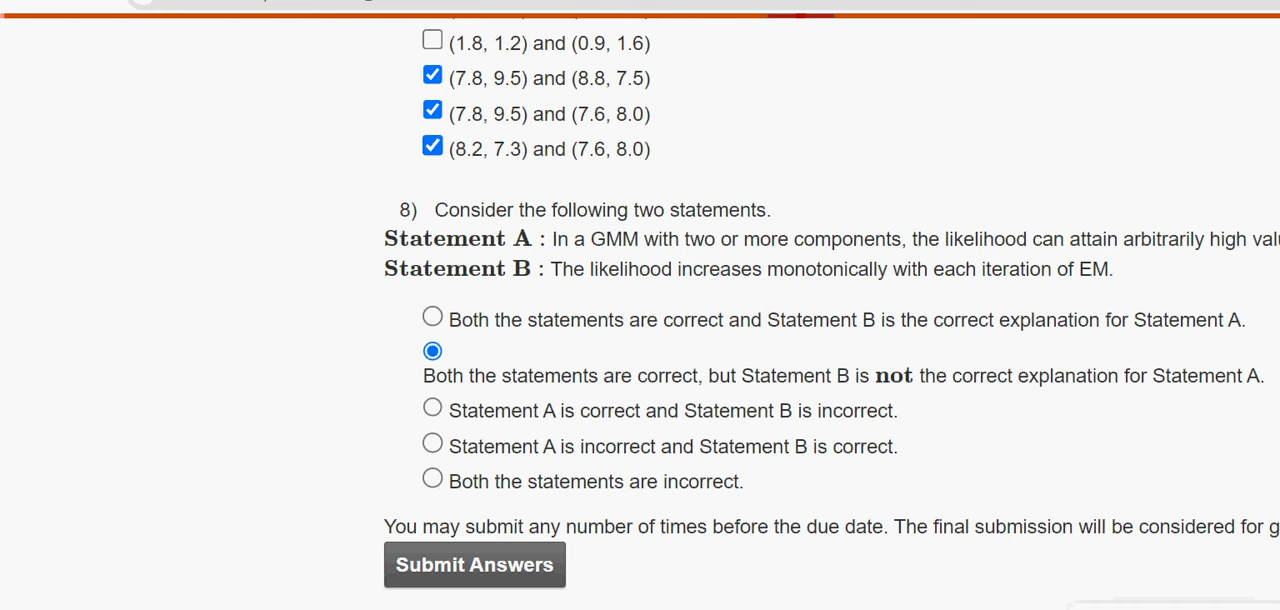 (1.8, 1.2) and (0.9, 1.6)
(7.8, 9.5) and (8.8, 7.5)
(7.8, 9.5) and (7.6, 8.0)
(8.2, 7.3) and (7.6, 8.0)
8) Consider the following two statements.
Statement A : In a GMM with two or more components, the likelihood can attain arbitrarily high
Statement B : The likelihood increases monotonically with each iteration of EM.
Both the statements are correct and Statement B is the correct explanation for Statement A.
Both the statements are correct, but Statement B is not the correct explanation for Statement A.
Statement A is correct and Statement B is incorrect.
Statement A is incorrect and Statement B is correct.
Both the statements are incorrect.
You may submit any number of times before the due date. The final submission will be considered for
Submit Answers